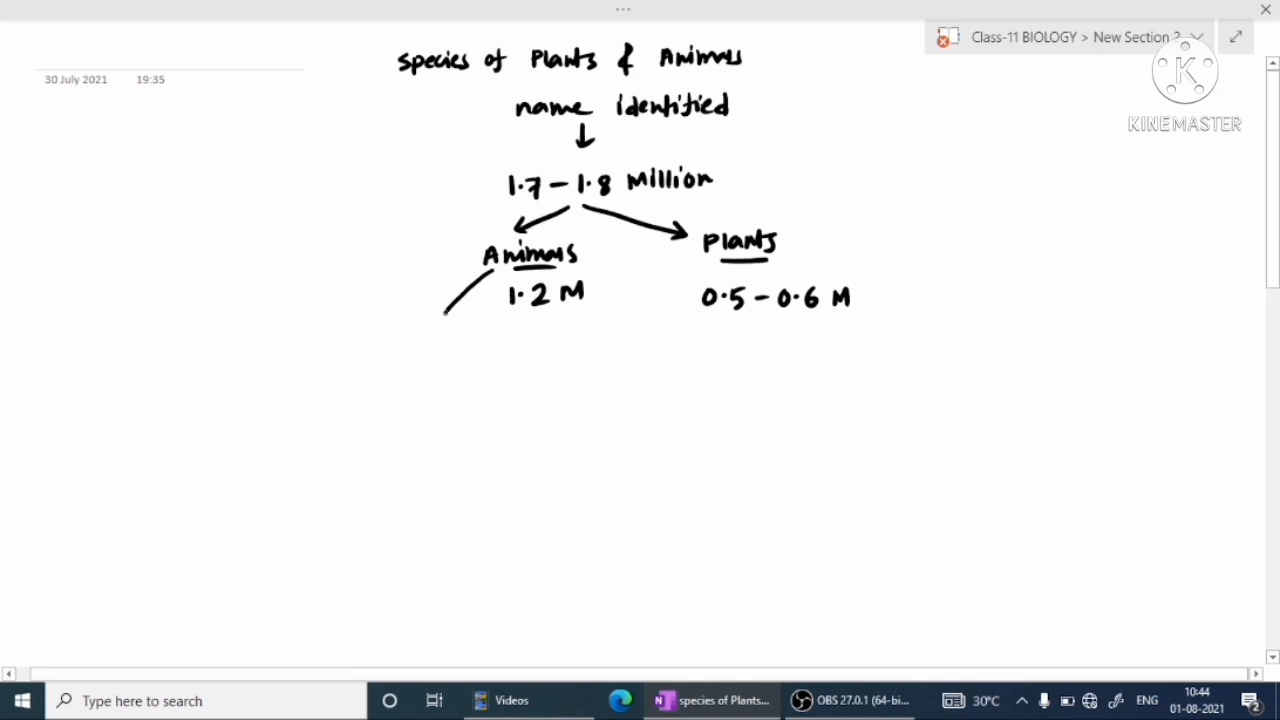 ...
Class-11 BIOLOGY > New Section 2
species of Plants & Animals
30 July 2021 19:35
name identified
K
KINEMASTER
1.7 - 1.8 Million
Animals Plants
1.2 M 0.5 - 0.6 M
Type here to search Videos species of Plants... OBS 27.0.1 (64-bi... 30°C ENG 10:44
01-08-2021 2